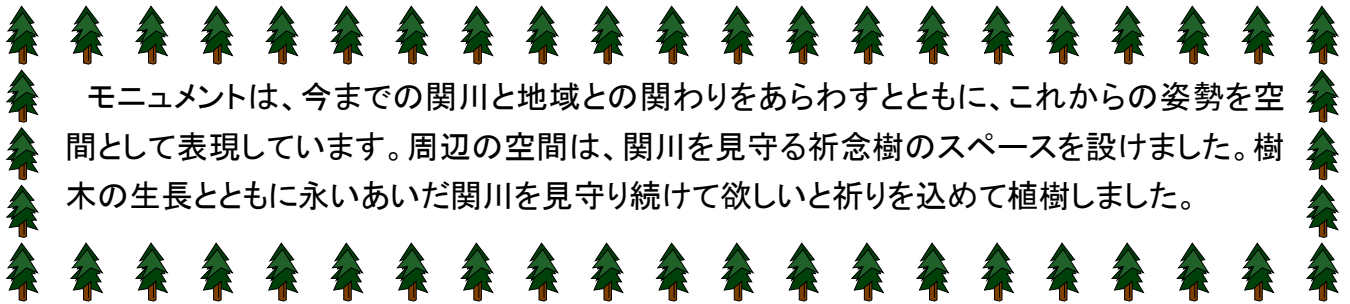 モニュメントは、今までの関川と地域との関わりをあらわすとともに、これからの姿勢を空
間として表現しています。周辺の空間は、関川を見守る祈念樹のスペースを設けました。樹
木の生長とともに永いあいだ関川を見守り続けて欲しいと祈りを込めて植樹しました。